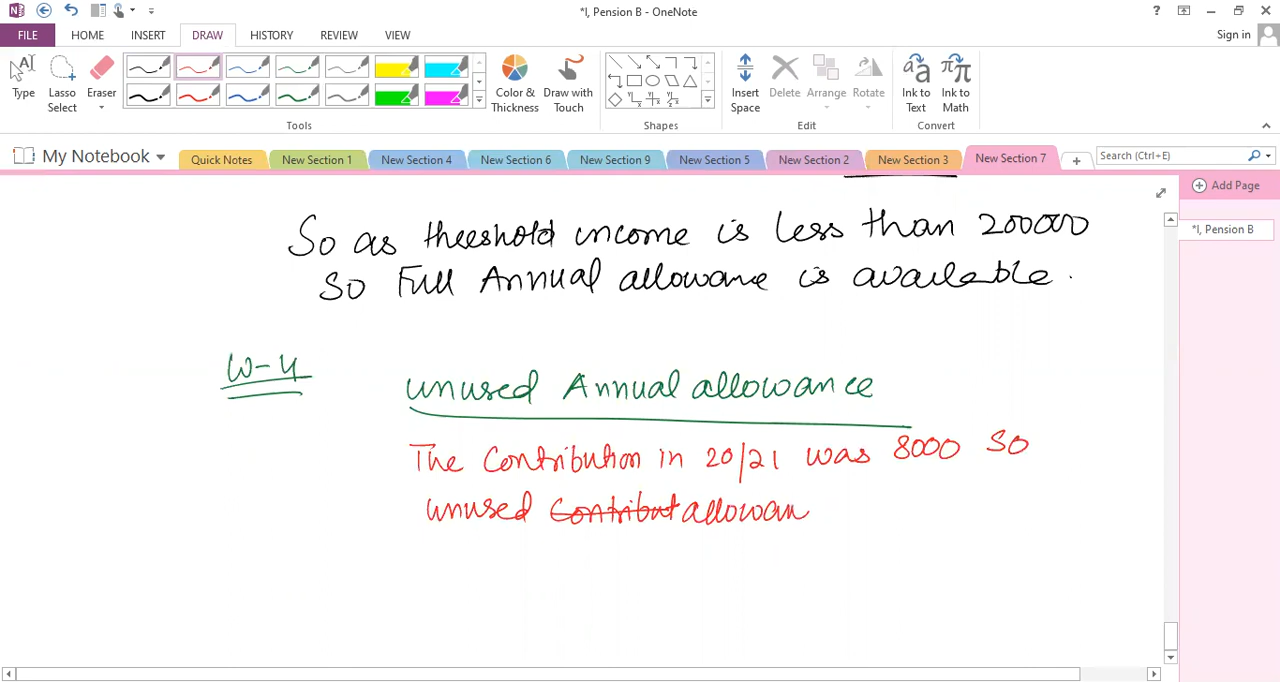 *I, Pension B - OneNote
Sign in
FILE HOME INSERT DRAW HISTORY REVIEW VIEW
Type Lasso Select Eraser Color & Thickness Draw with Touch Insert Space Delete Arrange Rotate Ink to Text Ink to Math
Tools Shapes Edit Convert
My Notebook Quick Notes New Section 1 New Section 4 New Section 6 New Section 9 New Section 5 New Section 2 New Section 3 New Section 7 Search (Ctrl+E)
Add Page
*I, Pension B
So as theeshold income is less than 200000
So Full Annual allowane is available.
W-4
unused Annual allowance
The Contribution in 20/21 was 8000 So
unused Contribut allowan